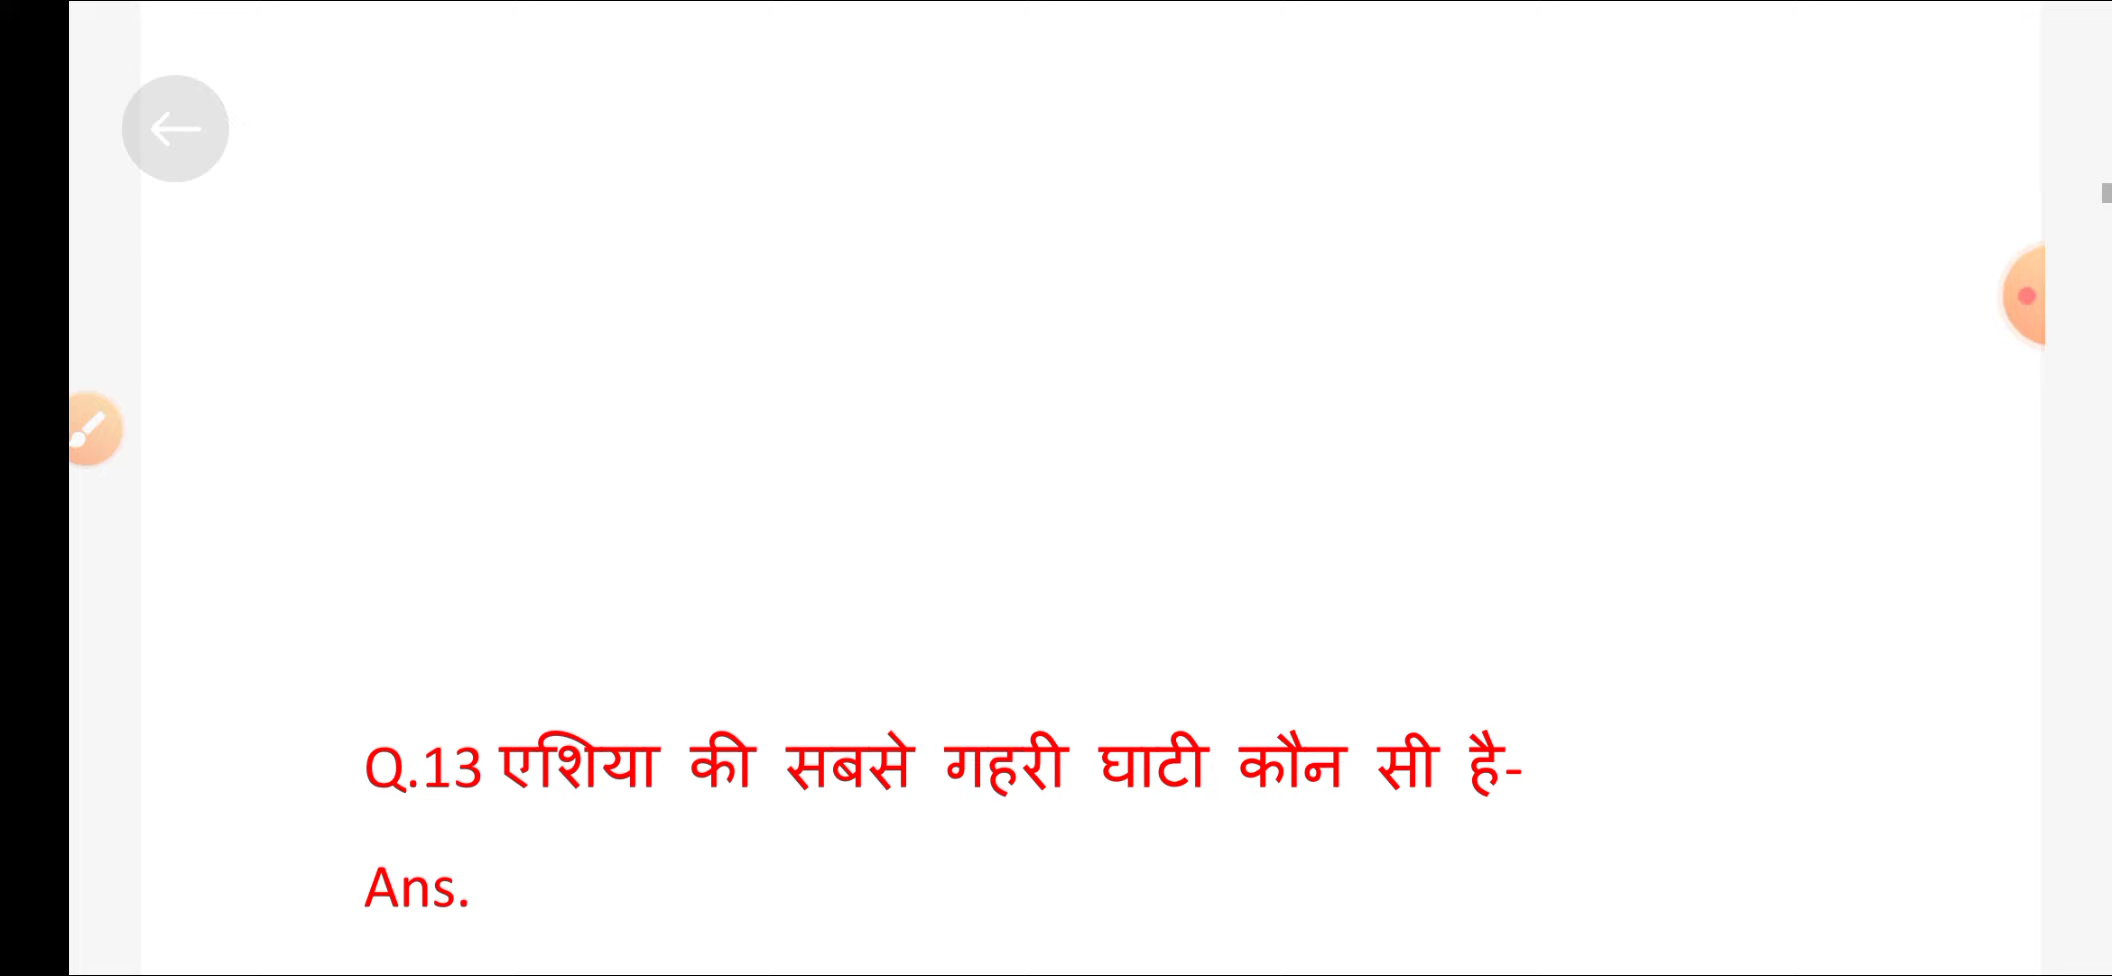 Q.13 एशिया की सबसे गहरी घाटी कौन सी है-
Ans.